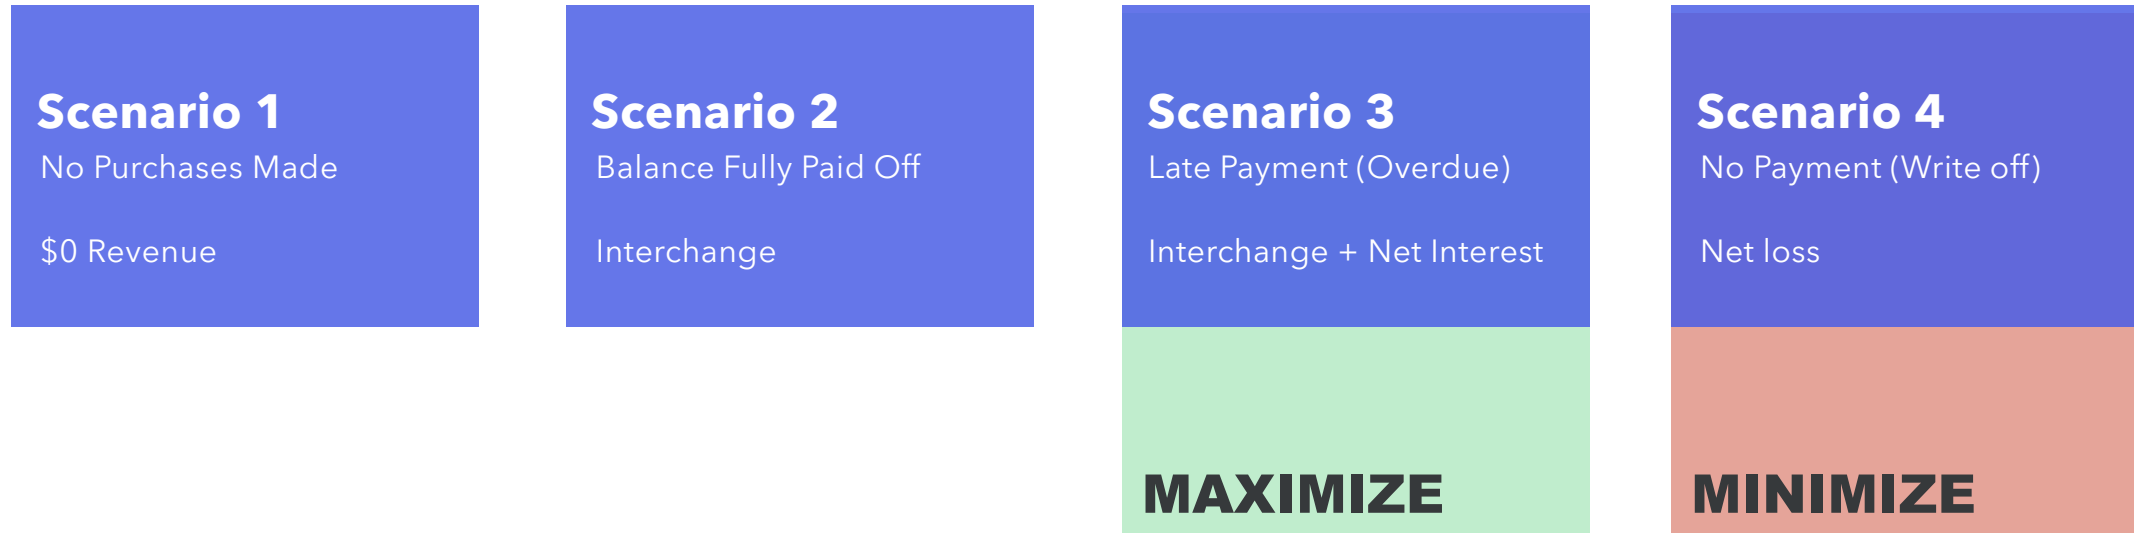 Scenario 1
No Purchases Made
$0 Revenue
Scenario 2
Balance Fully Paid Off
Interchange
Scenario 3
Late Payment (Overdue)
Interchange + Net Interest
MAXIMIZE
Scenario 4
No Payment (Write off)
Net loss
MINIMIZE